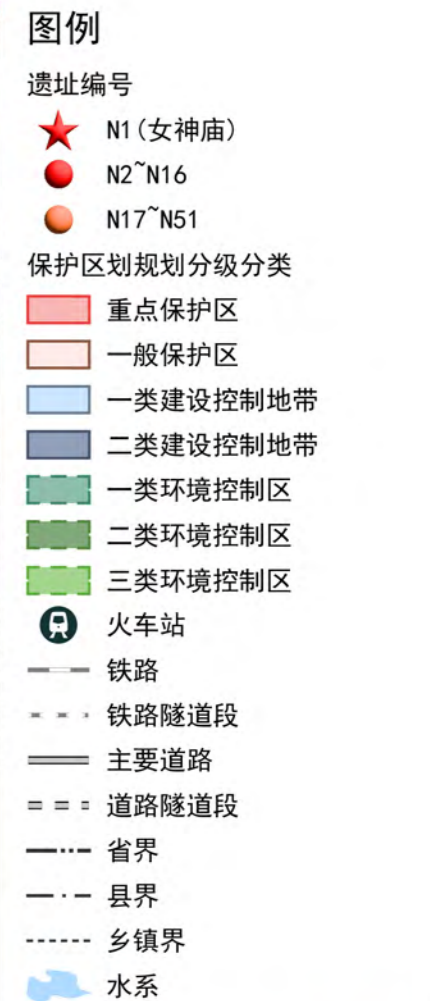 图例
遗址编号
N1(女神庙)
N2~N16
N17~N51
保护区划规划分级分类
重点保护区
一般保护区
一类建设控制地带
二类建设控制地带
一类环境控制区
二类环境控制区
三类环境控制区
火车站
铁路
铁路隧道段
主要道路
道路隧道段
省界
县界
乡镇界
水系